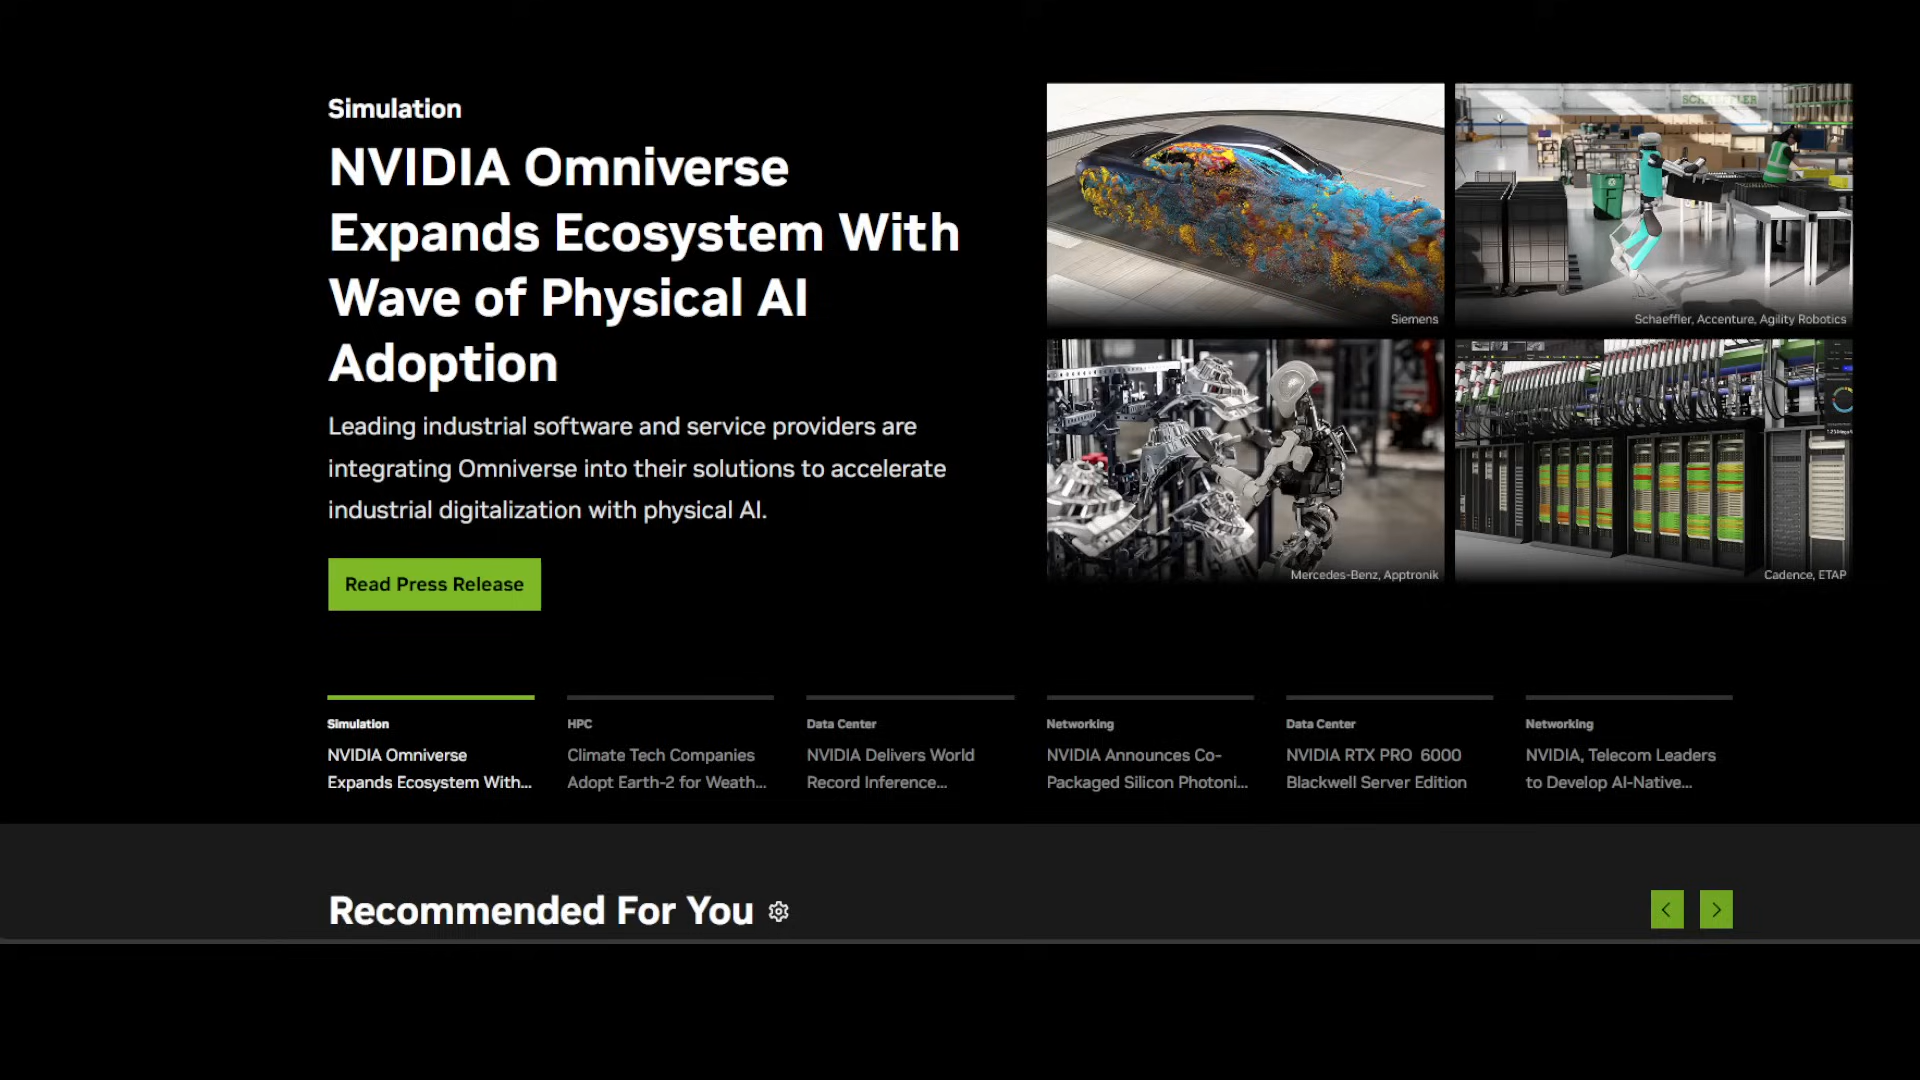 Simulation
NVIDIA Omniverse
Expands Ecosystem With
Wave of Physical AI
Adoption
Leading industrial software and service providers are
integrating Omniverse into their solutions to accelerate
industrial digitalization with physical AI.
Read Press Release
SCHAEFFLER
Siemens
Schaeffler, Accenture, Agility Robotics
Mercedes-Benz, Apptronik
Cadence, ETAP
Simulation
NVIDIA Omniverse
Expands Ecosystem With...
HPC
Climate Tech Companies
Adopt Earth-2 for Weath...
Data Center
NVIDIA Delivers World
Record Inference...
Networking
NVIDIA Announces Co-
Packaged Silicon Photoni...
Data Center
NVIDIA RTX PRO 6000
Blackwell Server Edition
Networking
NVIDIA, Telecom Leaders
to Develop AI-Native...
Recommended For You